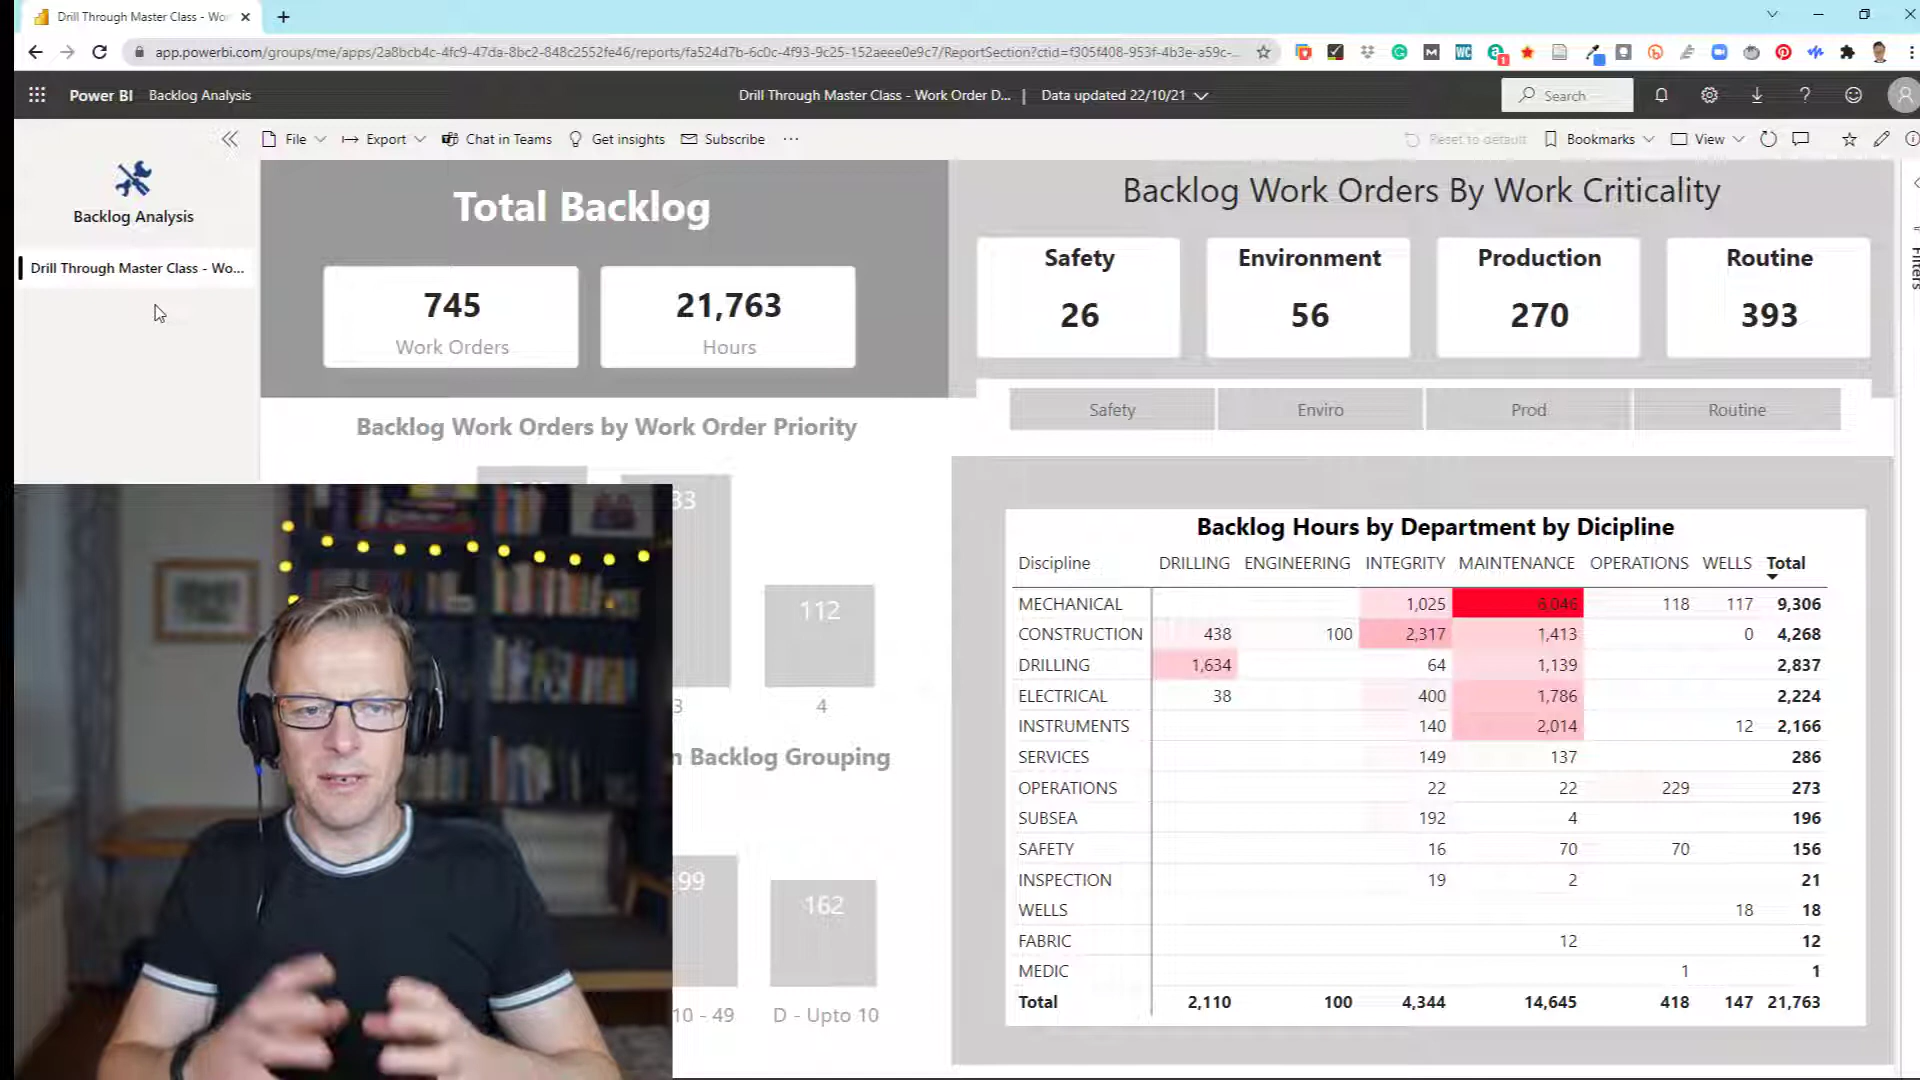 Drill Through Master Class - Wo
app.powerbi.com/groups/me/apps/2a8bcb4c-4fc9-47da-8bc2-848c2552fe46/reports/fa524d7b-6c0c-4f93-9c25-152aeee0e9c7/ReportSection?ctid=f305f408-953f-4b3e-a59c-...
Power BI Backlog Analysis
Drill Through Master Class - Work Order D... | Data updated 22/10/21
Search
File Export Chat in Teams Get insights Subscribe ...
Reset to default Bookmarks View
Backlog Analysis
Drill Through Master Class - Wo...
Filters
Total Backlog
745
Work Orders
21,763
Hours
Backlog Work Orders By Work Criticality
Safety Environment Production Routine
26 56 270 393
Safety Enviro Prod Routine
Backlog Work Orders by Work Order Priority
33
112
3 4
n Backlog Grouping
99 162
10 - 49 D - Upto 10
Backlog Hours by Department by Dicipline
Discipline DRILLING ENGINEERING INTEGRITY MAINTENANCE OPERATIONS WELLS Total
MECHANICAL 1,025 6,046 118 117 9,306
CONSTRUCTION 438 100 2,317 1,413 0 4,268
DRILLING 1,634 64 1,139 2,837
ELECTRICAL 38 400 1,786 2,224
INSTRUMENTS 140 2,014 12 2,166
SERVICES 149 137 286
OPERATIONS 22 22 229 273
SUBSEA 192 4 196
SAFETY 16 70 70 156
INSPECTION 19 2 21
WELLS 18 18
FABRIC 12 12
MEDIC 1 1
Total 2,110 100 4,344 14,645 418 147 21,763